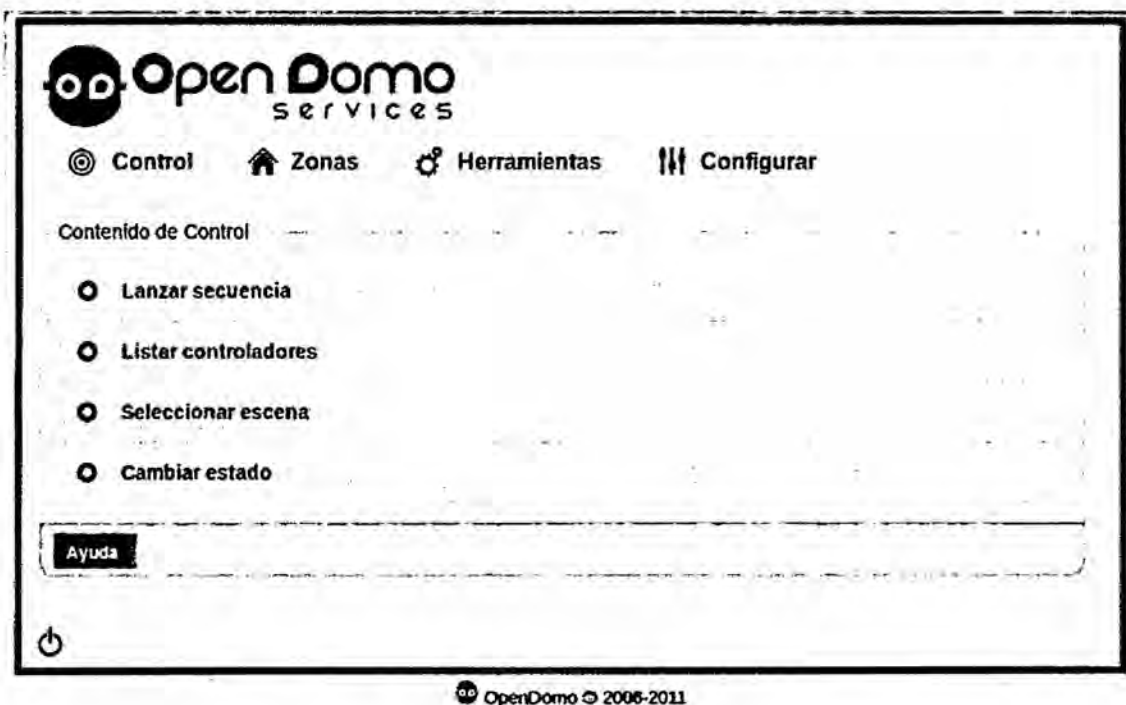 Open Domo
services
Control Zonas Herramientas Configurar
Contenido de Control
Lanzar secuencia
Listar controladores
Seleccionar escena
Cambiar estado
Ayuda
OpenDomo © 2006-2011